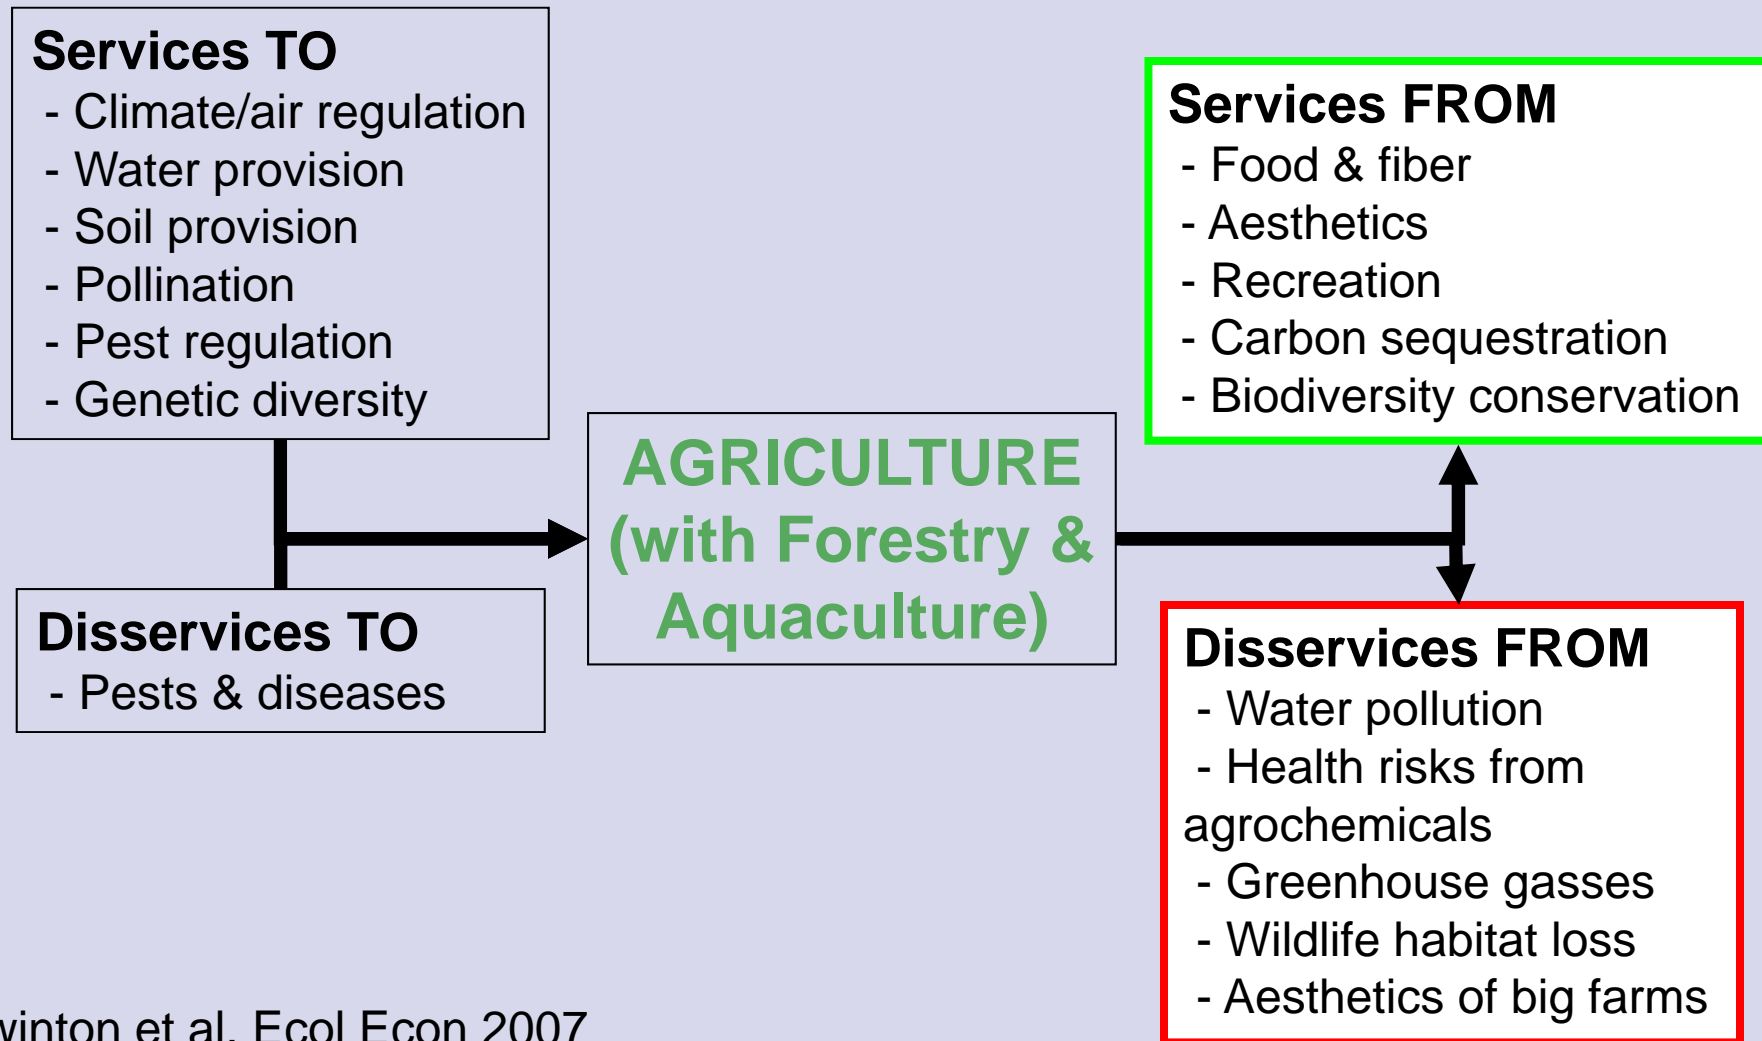 Services TO
- Climate/air regulation
- Water provision
- Soil provision
- Pollination
- Pest regulation
- Genetic diversity
Disservices TO
- Pests & diseases
AGRICULTURE
(with Forestry &
Aquaculture)
Services FROM
- Food & fiber
- Aesthetics
- Recreation
- Carbon sequestration
- Biodiversity conservation
Disservices FROM
- Water pollution
- Health risks from
agrochemicals
- Greenhouse gasses
- Wildlife habitat loss
- Aesthetics of big farms
winton et al. Ecol Econ 2007